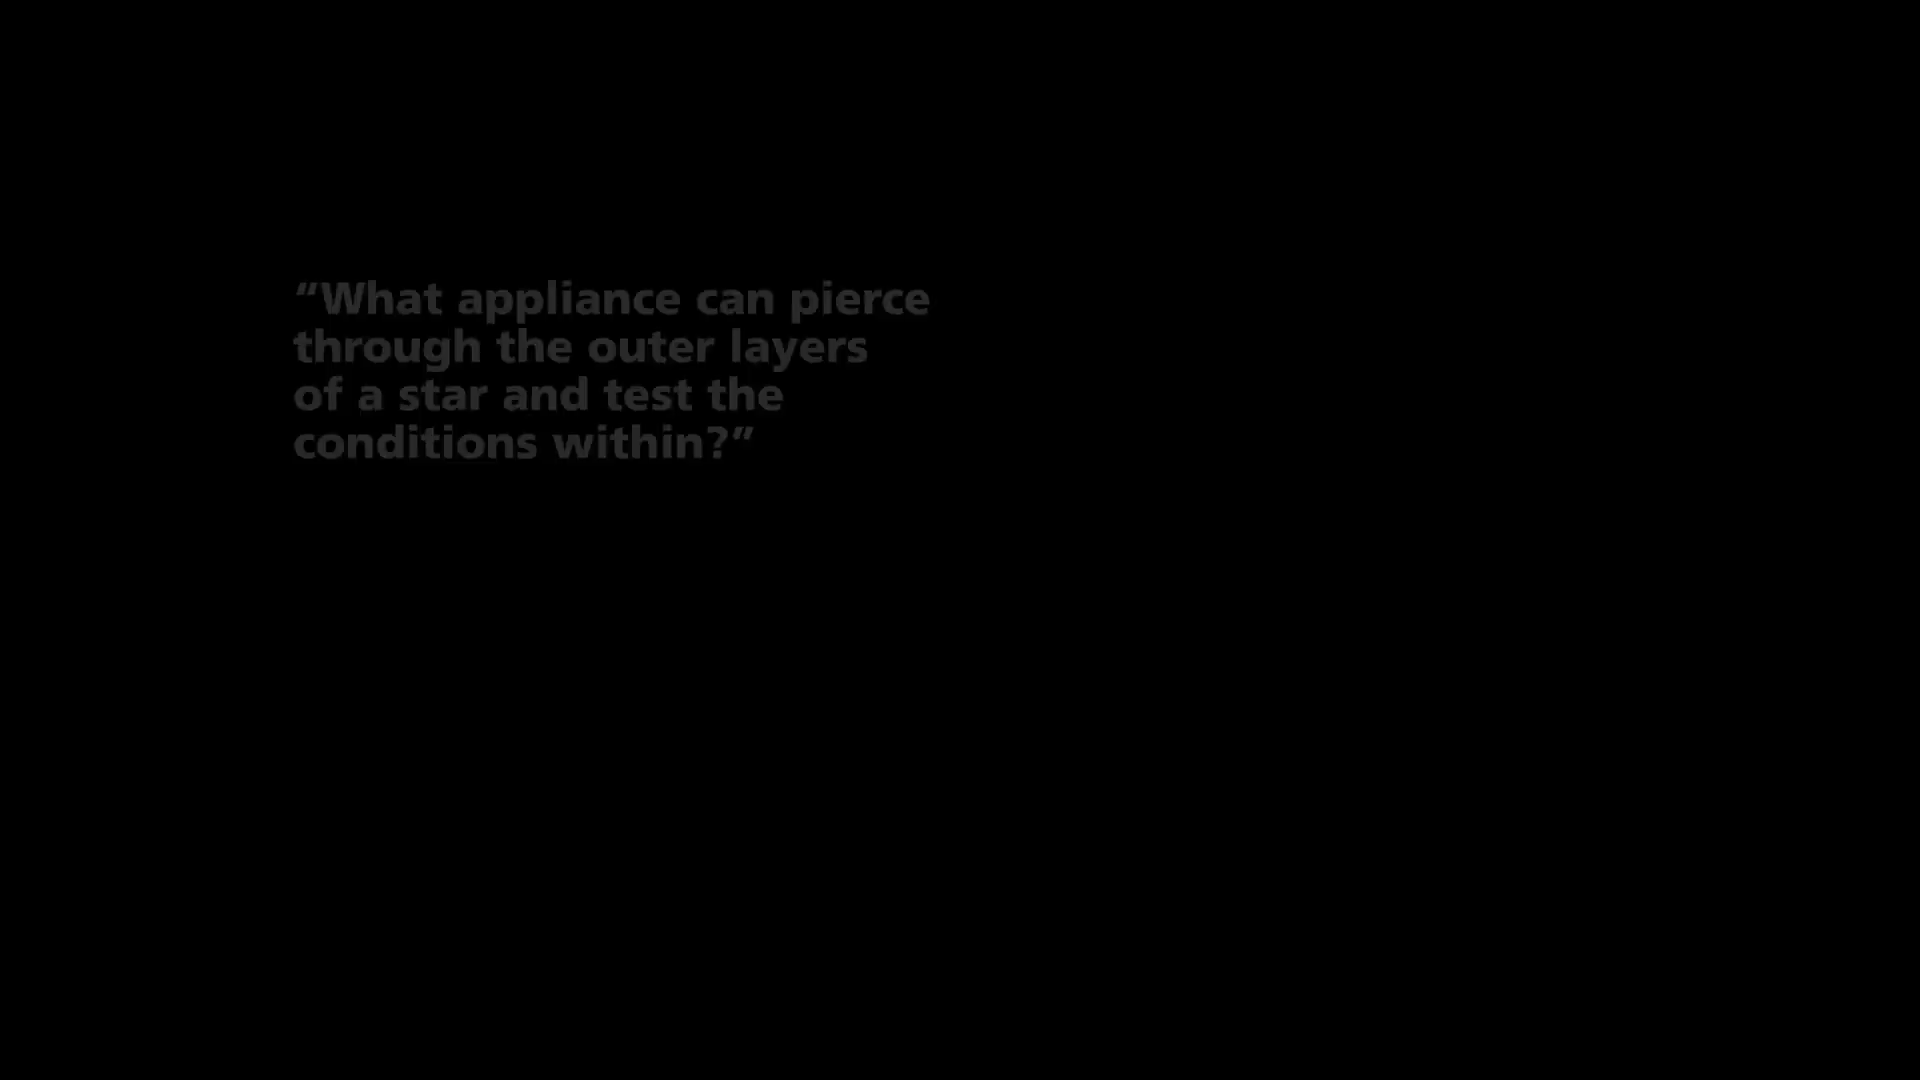 “What appliance can pierce
through the outer layers
of a star and test the
conditions within?”